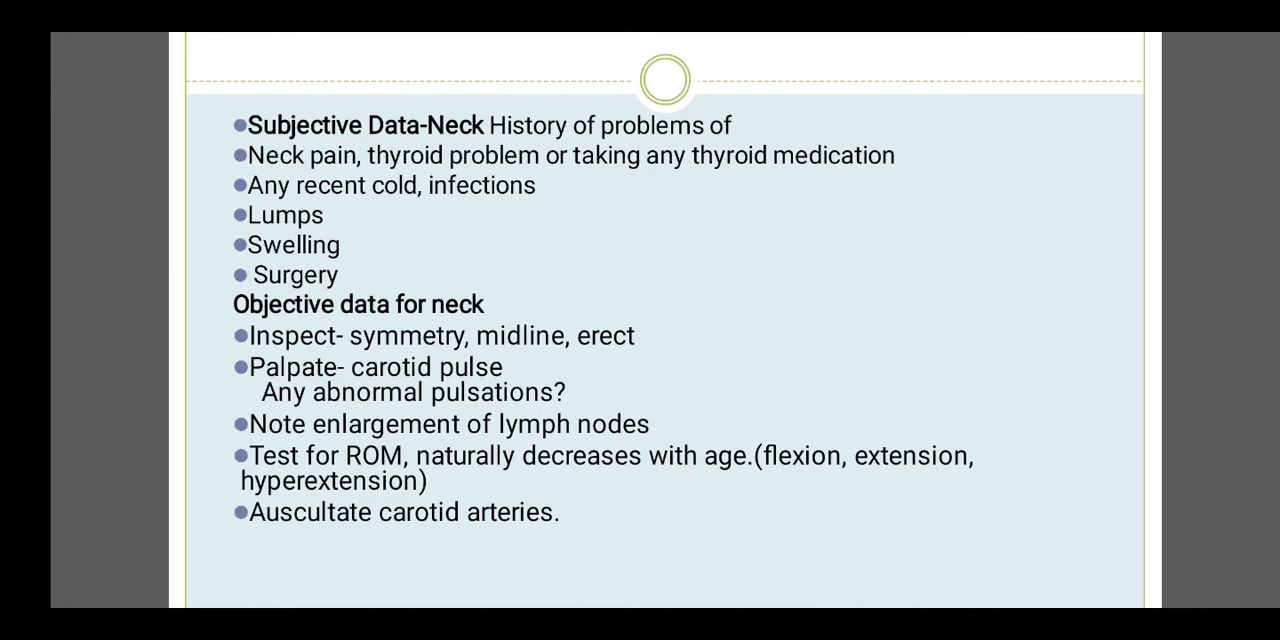 ●Subjective Data-Neck History of problems of
●Neck pain, thyroid problem or taking any thyroid medication
●Any recent cold, infections
●Lumps
●Swelling
● Surgery
Objective data for neck
●Inspect- symmetry, midline, erect
●Palpate- carotid pulse
Any abnormal pulsations?
●Note enlargement of lymph nodes
●Test for ROM, naturally decreases with age.(flexion, extension,
hyperextension)
●Auscultate carotid arteries.